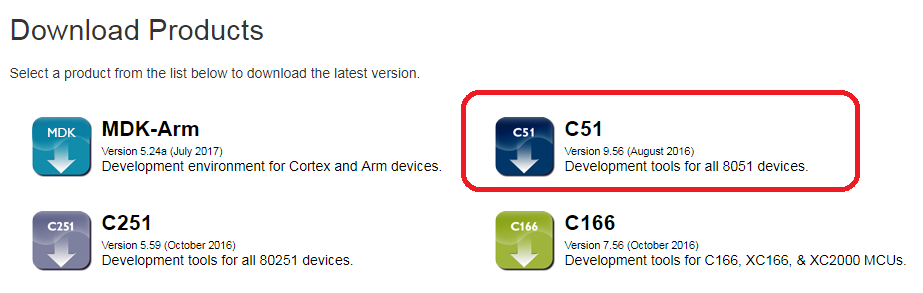 Download Products
Select a product from the list below to download the latest version.
MDK
MDK-Arm
Version 5.24a (July 2017)
Development environment for Cortex and Arm devices.
C51
C51
Version 9.56 (August 2016)
Development tools for all 8051 devices.
C251
C251
Version 5.59 (October 2016)
Development tools for all 80251 devices.
C166
C166
Version 7.56 (October 2016)
Development tools for C166, XC166, & XC2000 MCUs.